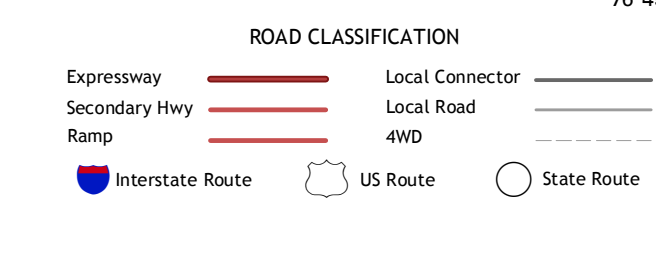 ROAD CLASSIFICATION
Expressway
Local Connector
Secondary Hwy
Local Road
Ramp
4WD
Interstate Route
US Route
State Route